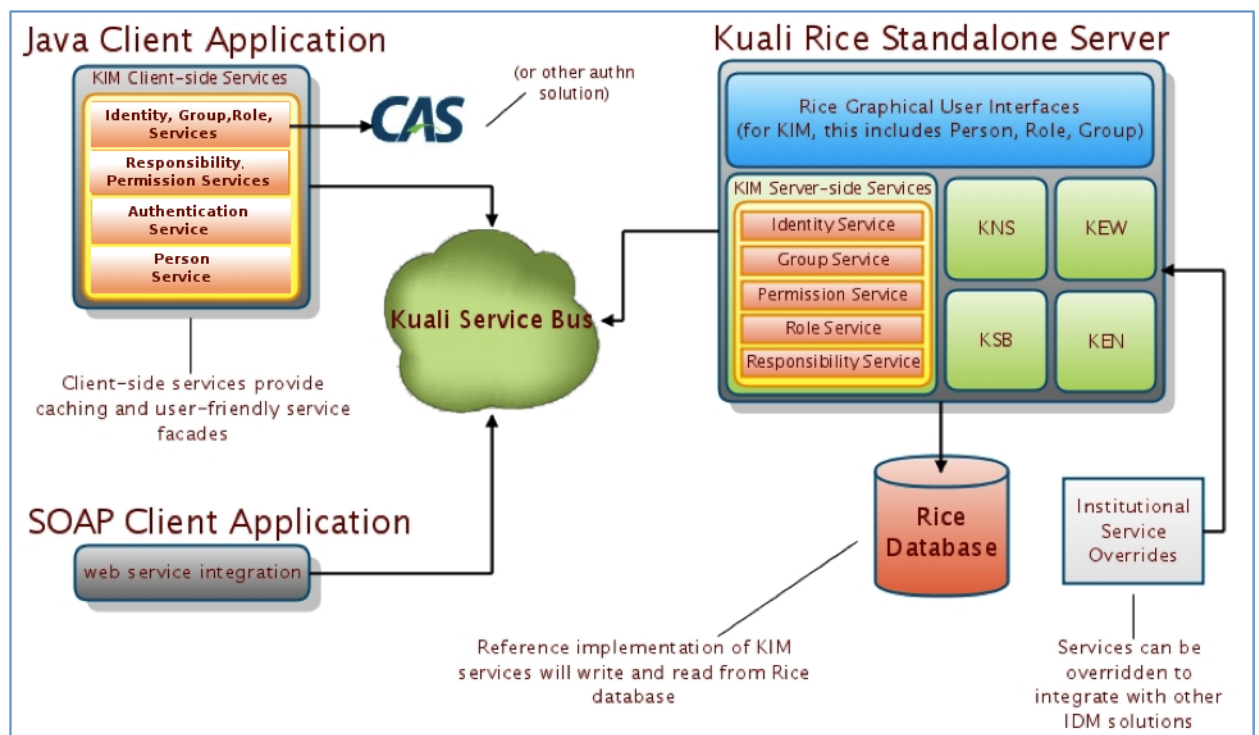 Java Client Application
KIM Client-side Services
Identity, Group,Role,
Services
Responsibility.
Permission Services
Authentication
Service
Person
Service
CAS
(or other authn
solution)
Client-side services provide
caching and user-friendly service
facades
Kuali Service Bus
SOAP Client Application
web service integration
Kuali Rice Standalone Server
Rice Graphical User Interfaces
(for KIM, this includes Person, Role, Group)
KIM Server-side Services
Identity Service
Group Service
Permission Service
Role Service
Responsibility Service
KNS
KEW
KSB
KEN
Rice
Database
Institutional
Service
Overrides
Reference implementation of KIM
services will write and read from Rice
database
Services can be
overridden to
integrate with other
IDM solutions